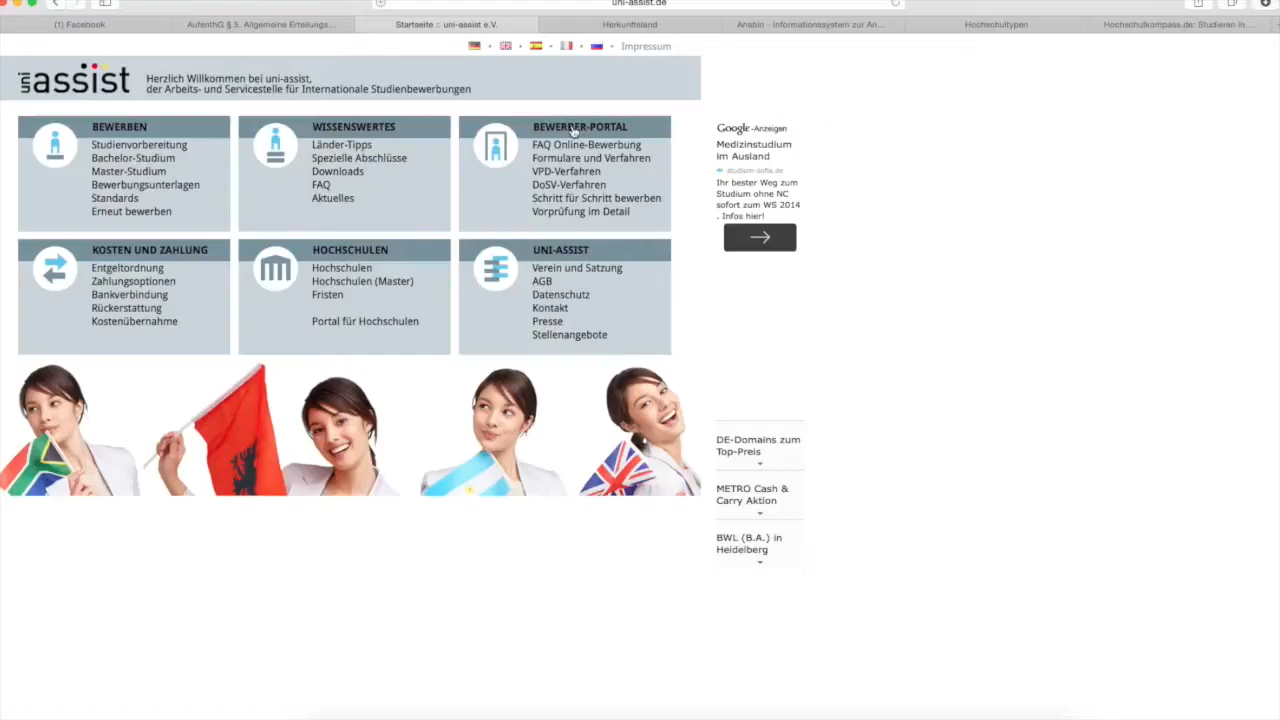 uni-assist.de
(1) Facebook
AufenthG § 5, Allgemeine Erteilungs...
Startseite :: uni-assist e.V.
Herkunftsland
Anabin - Informationssystem zur An...
Hochschultypen
Hochschulkompass.de: Studieren in...
Impressum
uni assist
Herzlich Willkommen bei uni-assist,
der Arbeits- und Servicestelle für Internationale Studienbewerbungen
BEWERBEN
Studienvorbereitung
Bachelor-Studium
Master-Studium
Bewerbungsunterlagen
Standards
Erneut bewerben
WISSENSWERTES
Länder-Tipps
Spezielle Abschlüsse
Downloads
FAQ
Aktuelles
BEWERBER-PORTAL
FAQ Online-Bewerbung
Formulare und Verfahren
VPD-Verfahren
DoSV-Verfahren
Schritt für Schritt bewerben
Vorprüfung im Detail
KOSTEN UND ZAHLUNG
Entgeltordnung
Zahlungsoptionen
Bankverbindung
Rückerstattung
Kostenübernahme
HOCHSCHULEN
Hochschulen
Hochschulen (Master)
Fristen
Portal für Hochschulen
UNI-ASSIST
Verein und Satzung
AGB
Datenschutz
Kontakt
Presse
Stellenangebote
Google-Anzeigen
Medizinstudium
im Ausland
studium-sofia.de
Ihr bester Weg zum
Studium ohne NC
sofort zum WS 2014
. Infos hier!
DE-Domains zum
Top-Preis
METRO Cash &
Carry Aktion
BWL (B.A.) in
Heidelberg